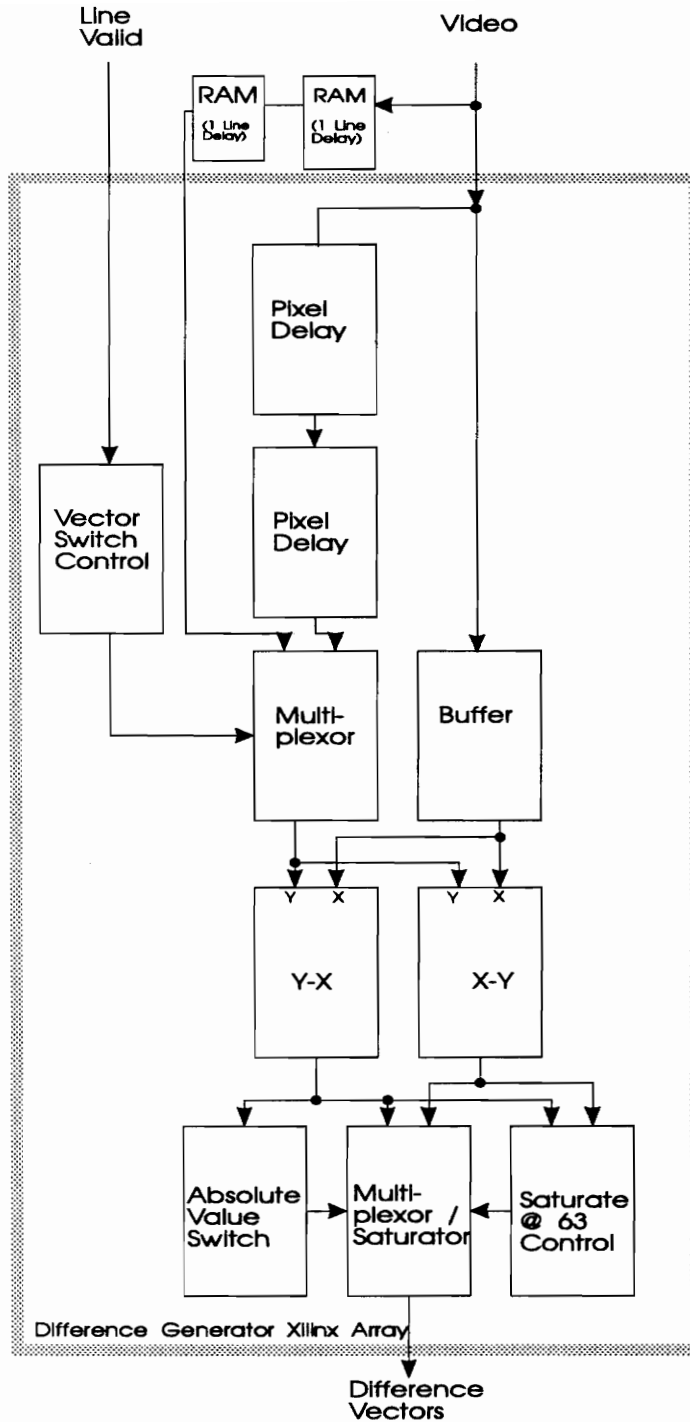 Line
Valid
Video
RAM
(1 Line
Delay)
RAM
(1 Line
Delay)
Pixel
Delay
Vector
Switch
Control
Pixel
Delay
Multi-
plexor
Buffer
Y X
Y X
Y-X
X-Y
Absolute
Value
Switch
Multi-
plexor /
Saturator
Saturate
@ 63
Control
Difference Generator Xilinx Array
Difference
Vectors